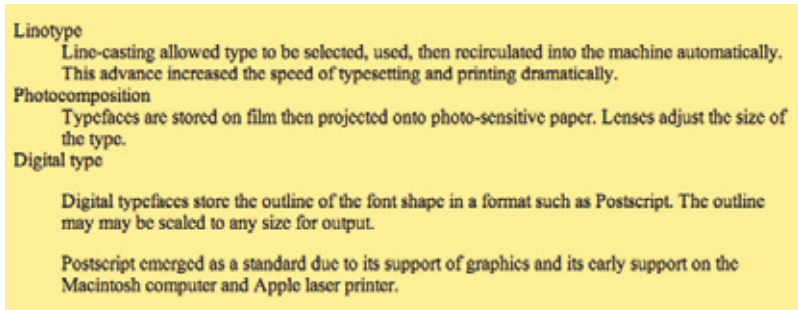 Linotype
Line-casting allowed type to be selected, used, then recirculated into the machine automatically.
This advance increased the speed of typesetting and printing dramatically.
Photocomposition
Typefaces are stored on film then projected onto photo-sensitive paper. Lenses adjust the size of
the type.
Digital type
Digital typefaces store the outline of the font shape in a format such as Postscript. The outline
may may be scaled to any size for output.
Postscript emerged as a standard due to its support of graphics and its early support on the
Macintosh computer and Apple laser printer.